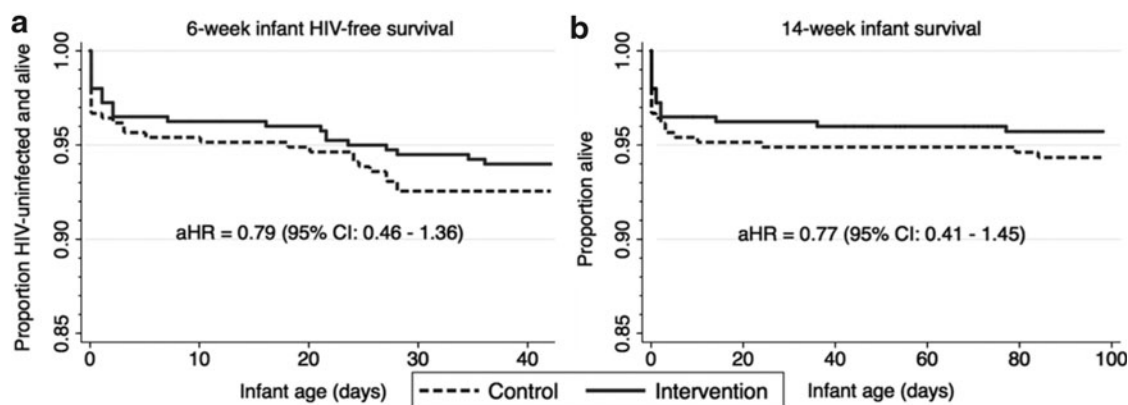 a
6-week infant HIV-free survival
Proportion HIV-uninfected and alive
1.00
0.95
0.90
0.85
aHR = 0.79 (95% CI: 0.46 - 1.36)
0 10 20 30 40
Infant age (days)
b
14-week infant survival
Proportion alive
1.00
0.95
0.90
0.85
aHR = 0.77 (95% CI: 0.41 - 1.45)
0 20 40 60 80 100
Infant age (days)
Control Intervention